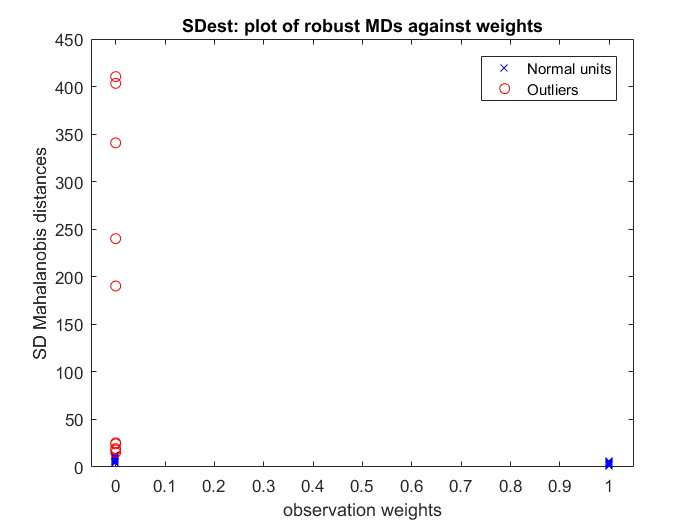 SDest: plot of robust MDs against weights
450
400
350
300
250
200
150
100
50
0
SD Mahalanobis distances
Normal units
Outliers
0 0.1 0.2 0.3 0.4 0.5 0.6 0.7 0.8 0.9 1
observation weights